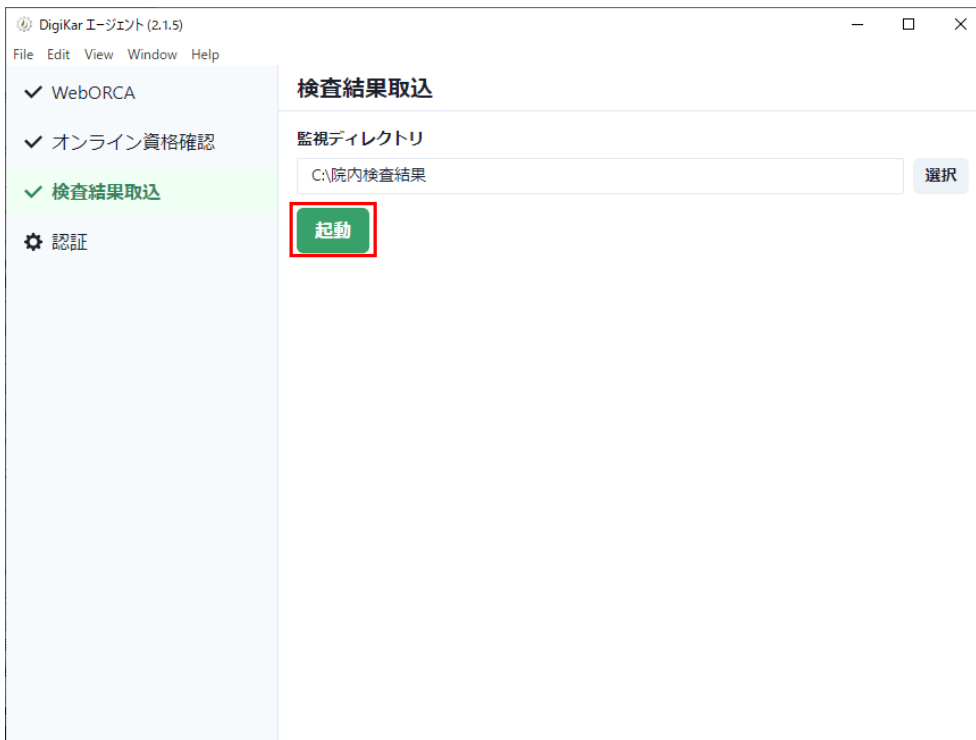 DigiKar エージェント (2.1.5)
File Edit View Window Help
WebORCA
オンライン資格確認
検査結果取込
認証
検査結果取込
監視ディレクトリ
C:\院内検査結果
選択
起動